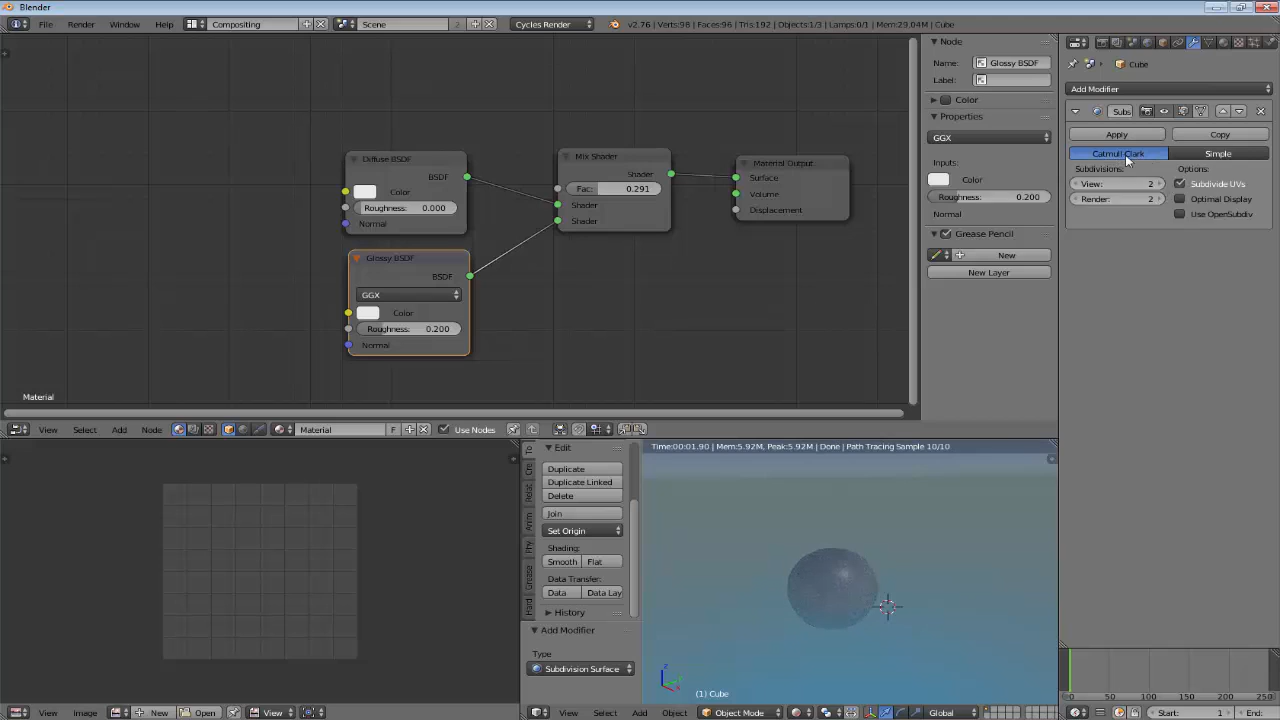 Blender
File Render Window Help Compositing Scene 2 Cycles Render v2.76 | Verts:98 | Faces:96 | Tris:192 | Objects:1/3 | Lamps:0/1 | Mem:29.04M | Cube
Node
Name: Glossy BSDF
Label:
Color
Properties
GGX
Inputs:
Color
Roughness: 0.200
Normal
Grease Pencil
New
New Layer
Diffuse BSDF
BSDF
Color
Roughness: 0.000
Normal
Glossy BSDF
BSDF
GGX
Color
Roughness: 0.200
Normal
Mix Shader
Shader
Fac: 0.291
Shader
Shader
Material Output
Surface
Volume
Displacement
Material
View Select Add Node Material F Use Nodes
Cube
Add Modifier
Subs
Apply Copy
Catmull-Clark Simple
Subdivisions: Options:
View: 2 Subdivide UVs
Render: 2 Optimal Display
Use OpenSubdiv
Edit
Duplicate
Duplicate Linked
Delete
Join
Set Origin
Shading:
Smooth Flat
Data Transfer:
Data Data Lay
History
Add Modifier
Type
Subdivision Surface
To
Cre
Relat
Anim
Phy
Grease
Hard
Time:00:01.90 | Mem:5.92M, Peak:5.92M | Done | Path Tracing Sample 10/10
z
(1) Cube
View Image New Open View
View Select Add Object Object Mode Global
0 50 100 150 200
Start: 1